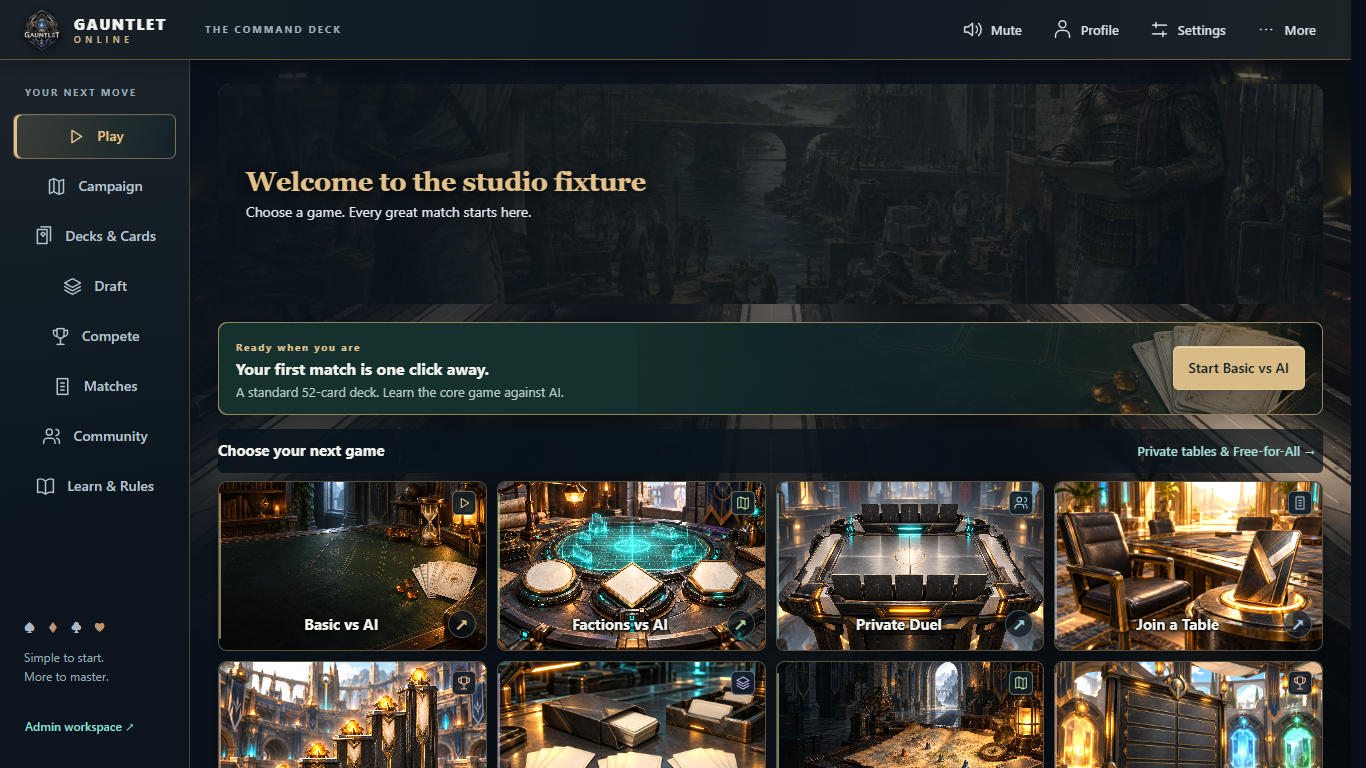 GAUNTLET
GAUNTLET
ONLINE
THE COMMAND DECK
Mute
Profile
Settings
More
YOUR NEXT MOVE
Play
Campaign
Decks & Cards
Draft
Compete
Matches
Community
Learn & Rules
Simple to start.
More to master.
Admin workspace ↗
Welcome to the studio fixture
Choose a game. Every great match starts here.
Ready when you are
Your first match is one click away.
A standard 52-card deck. Learn the core game against AI.
Start Basic vs AI
Choose your next game
Private tables & Free-for-All →
Basic vs AI
Factions vs AI
Private Duel
Join a Table